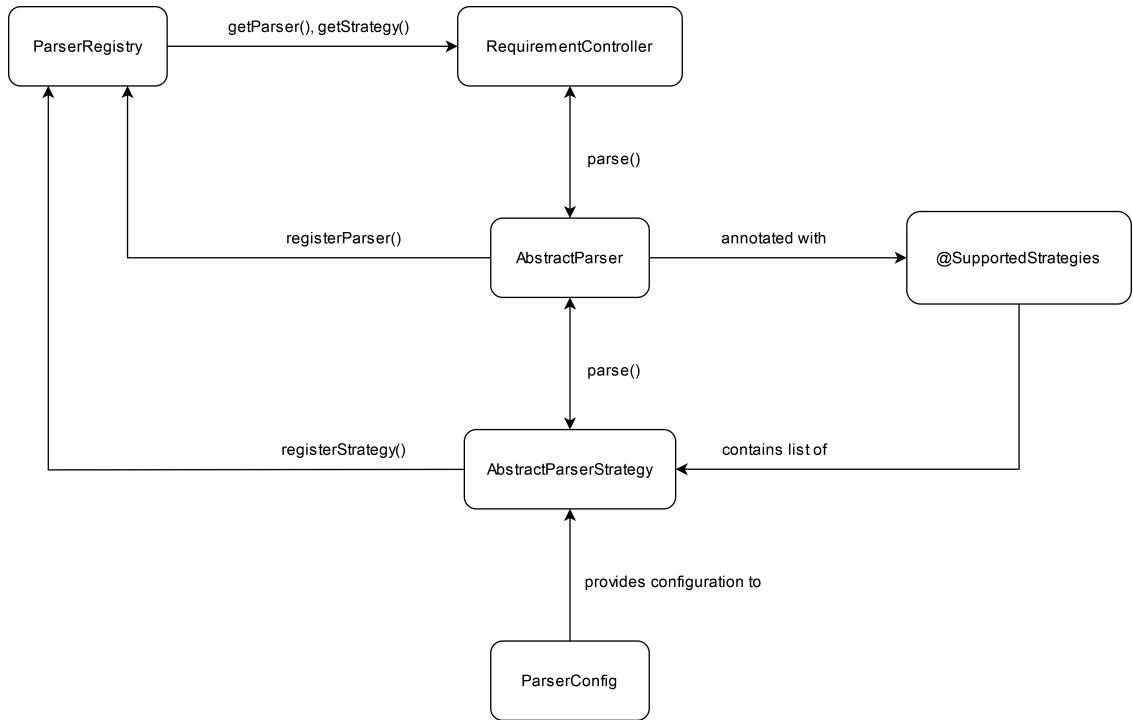 getParser(), getStrategy()
ParserRegistry
RequirementController
parse()
registerParser()
AbstractParser
annotated with
@SupportedStrategies
parse()
registerStrategy()
AbstractParserStrategy
contains list of
provides configuration to
ParserConfig